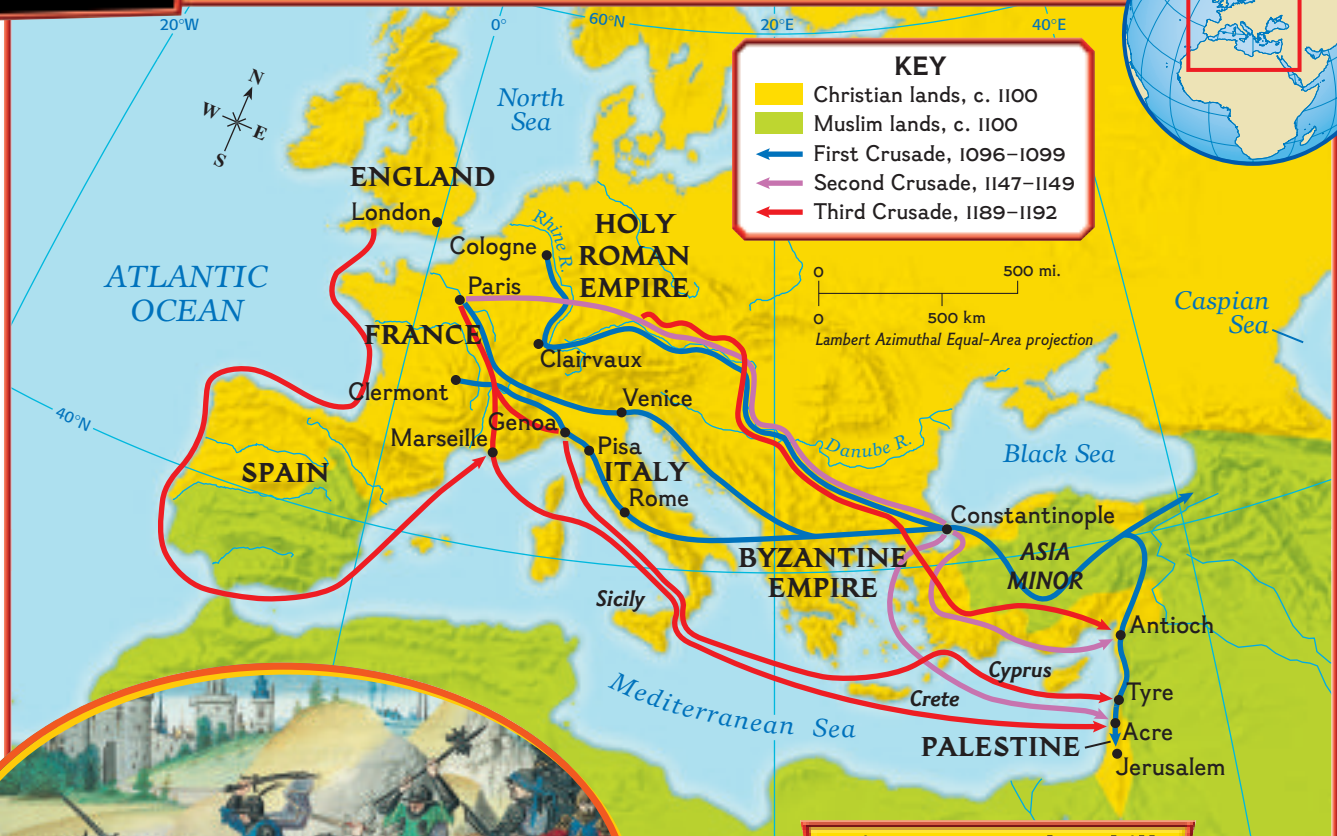 20°W
0°
60°N
20°E
40°E
N
W
E
S
North
Sea
KEY
Christian lands, c. 1100
Muslim lands, c. 1100
First Crusade, 1096–1099
Second Crusade, 1147–1149
Third Crusade, 1189–1192
ENGLAND
London
Rhine R.
HOLY
ROMAN
EMPIRE
Cologne
ATLANTIC
OCEAN
Paris
0 500 mi.
0 500 km
Lambert Azimuthal Equal-Area projection
Caspian
Sea
FRANCE
Clairvaux
Clermont
Venice
40°N
Genoa
Marseille
Pisa
Danube R.
Black Sea
SPAIN
ITALY
Rome
Constantinople
BYZANTINE
EMPIRE
ASIA
MINOR
Sicily
Antioch
Cyprus
Mediterranean Sea
Crete
Tyre
Acre
PALESTINE
Jerusalem